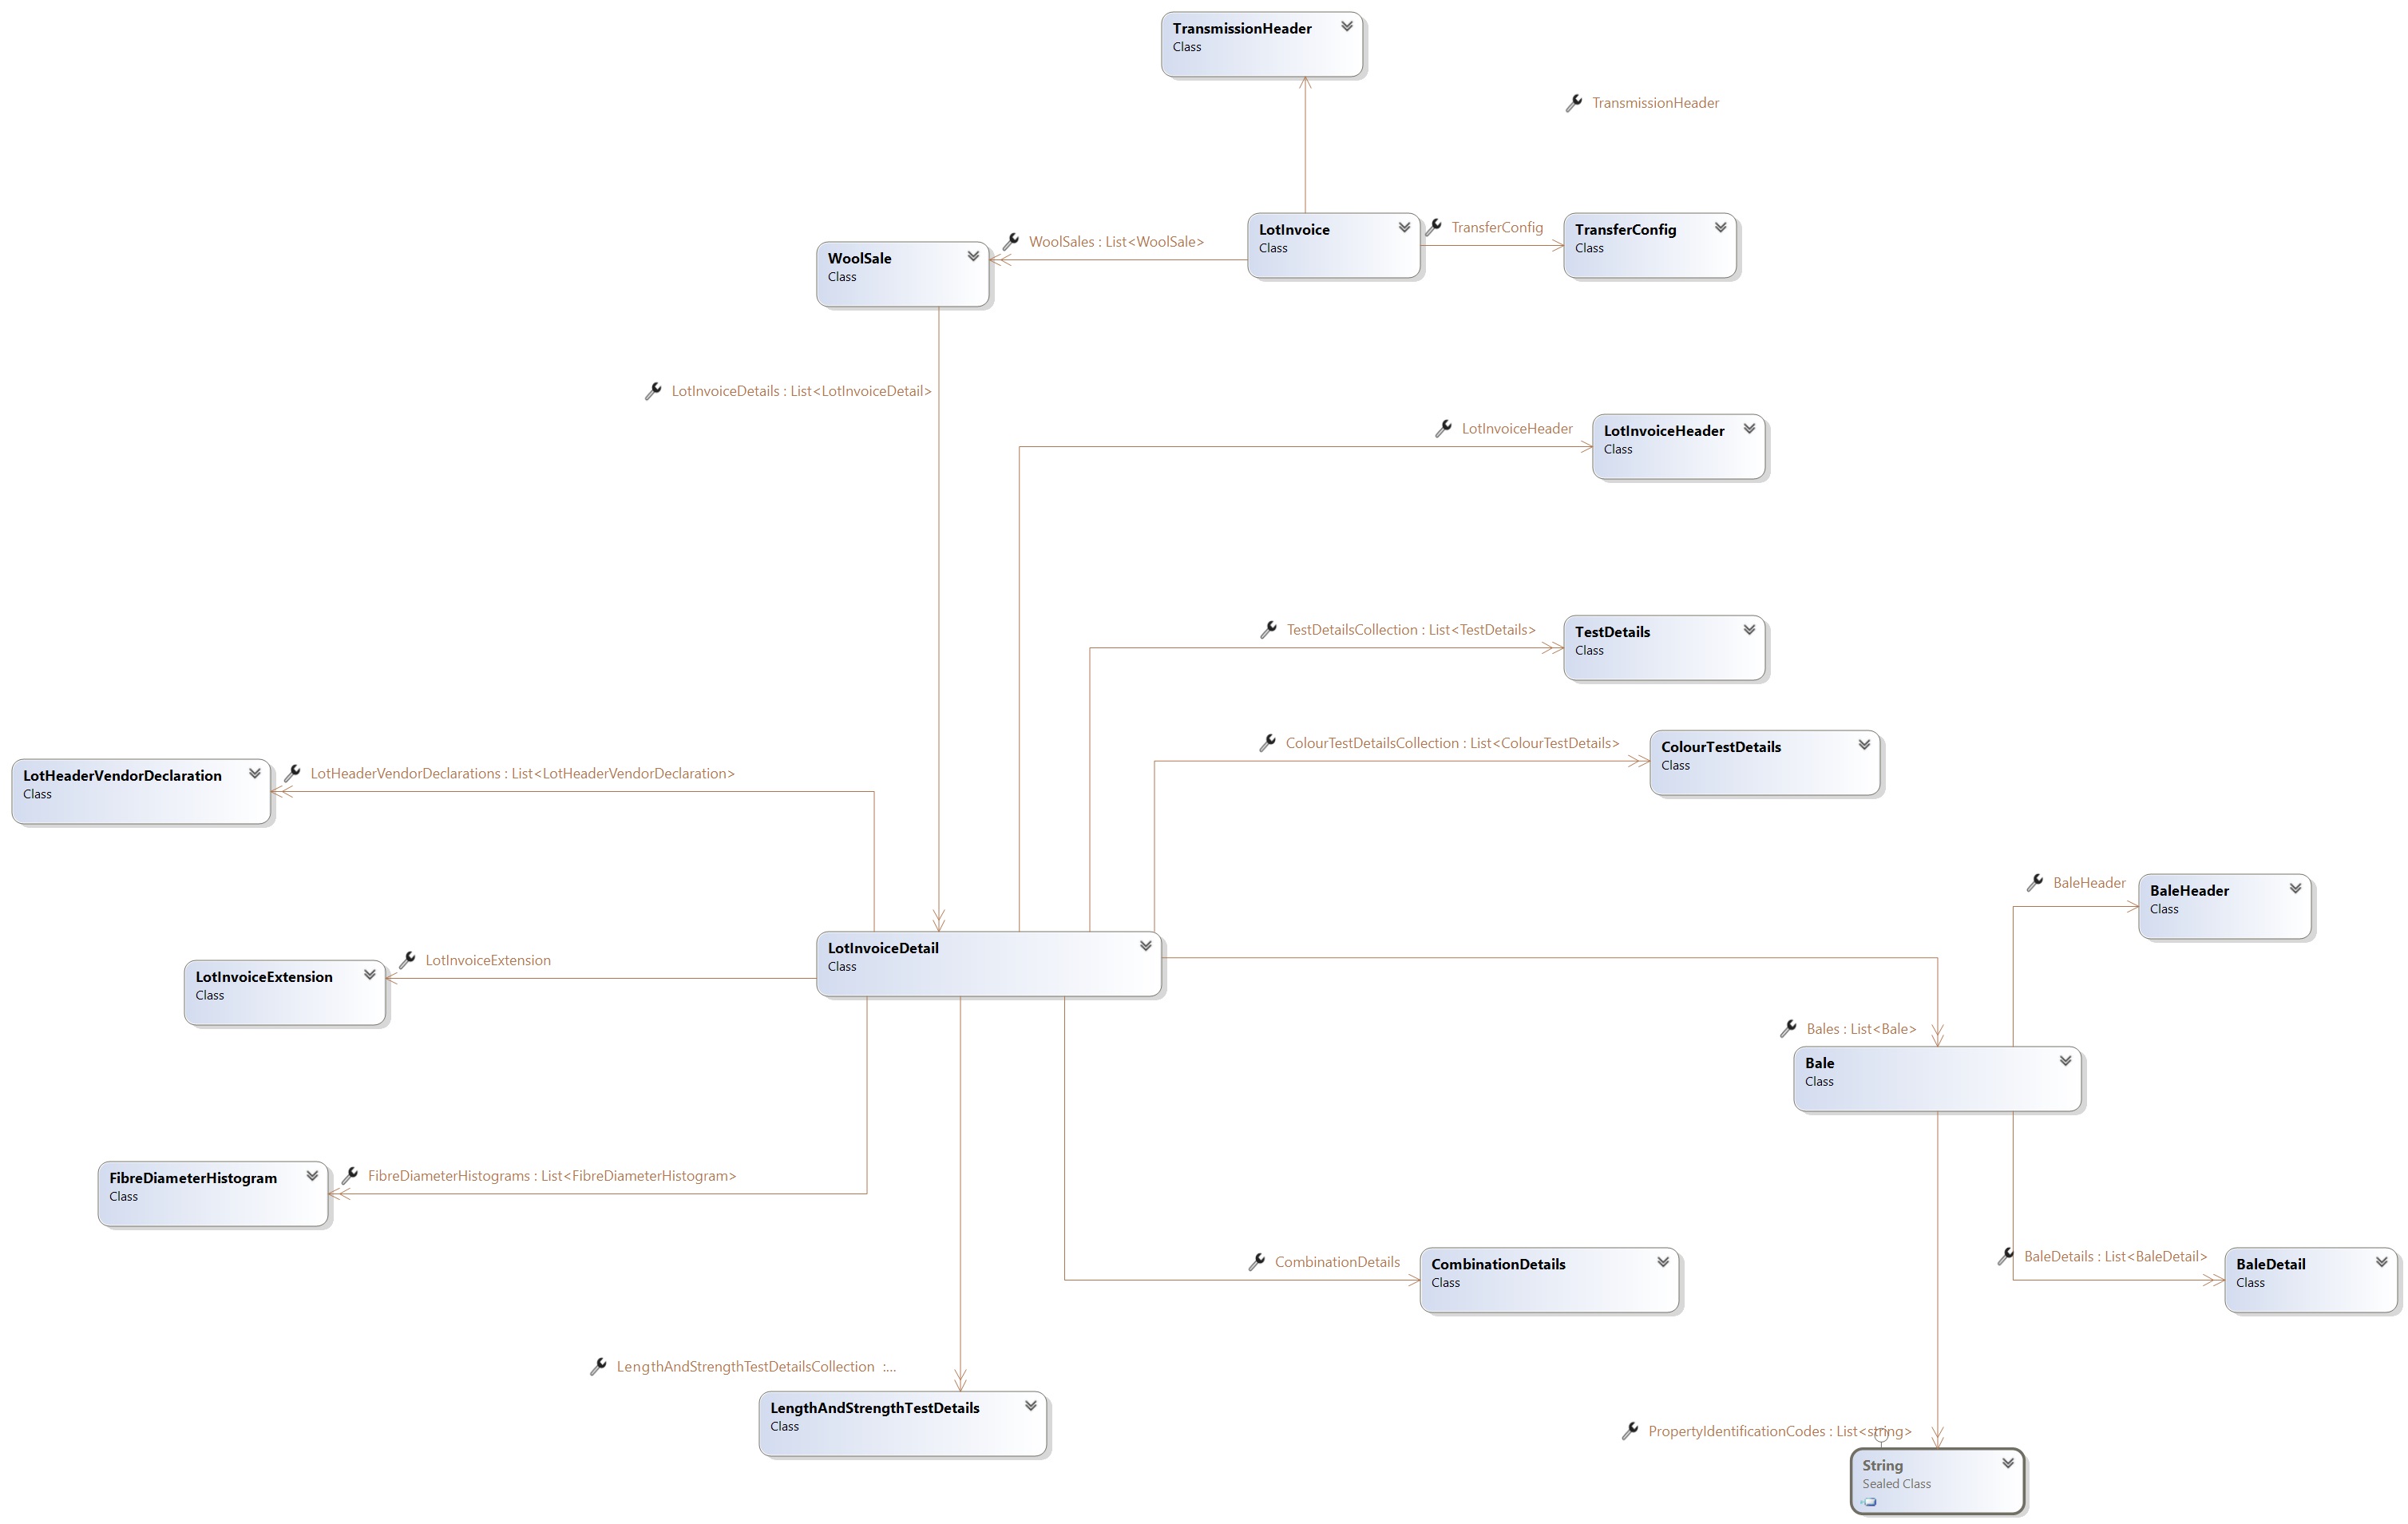 TransmissionHeader
Class
TransmissionHeader
LotInvoice
Class
TransferConfig
TransferConfig
Class
WoolSales : List<WoolSale>
WoolSale
Class
LotInvoiceDetails : List<LotInvoiceDetail>
LotInvoiceHeader
LotInvoiceHeader
Class
TestDetailsCollection : List<TestDetails>
TestDetails
Class
ColourTestDetailsCollection : List<ColourTestDetails>
ColourTestDetails
Class
LotHeaderVendorDeclaration
Class
LotHeaderVendorDeclarations : List<LotHeaderVendorDeclaration>
BaleHeader
BaleHeader
Class
LotInvoiceDetail
Class
LotInvoiceExtension
LotInvoiceExtension
Class
Bales : List<Bale>
Bale
Class
FibreDiameterHistogram
Class
FibreDiameterHistograms : List<FibreDiameterHistogram>
CombinationDetails
CombinationDetails
Class
BaleDetails : List<BaleDetail>
BaleDetail
Class
LengthAndStrengthTestDetailsCollection :...
LengthAndStrengthTestDetails
Class
PropertyIdentificationCodes : List<string>
String
Sealed Class